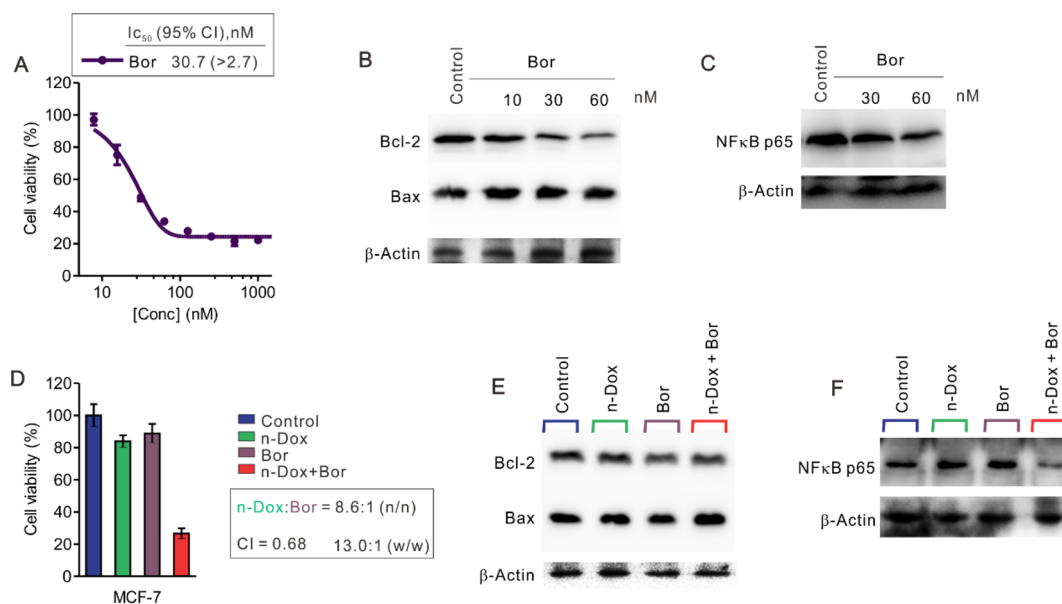 A
Ic₅₀ (95% CI),nM
Bor 30.7 (>2.7)
Cell viability (%)
120
100
80
60
40
20
0
10 100 1000
[Conc] (nM)
B
Control
Bor
10 30 60 nM
Bcl-2
Bax
β-Actin
C
Control
Bor
30 60 nM
NFκB p65
β-Actin
D
Cell viability (%)
120
100
80
60
40
20
0
MCF-7
Control
n-Dox
Bor
n-Dox+Bor
n-Dox:Bor = 8.6:1 (n/n)
CI = 0.68 13.0:1 (w/w)
E
Control
n-Dox
Bor
n-Dox + Bor
Bcl-2
Bax
β-Actin
F
Control
n-Dox
Bor
n-Dox + Bor
NFκB p65
β-Actin